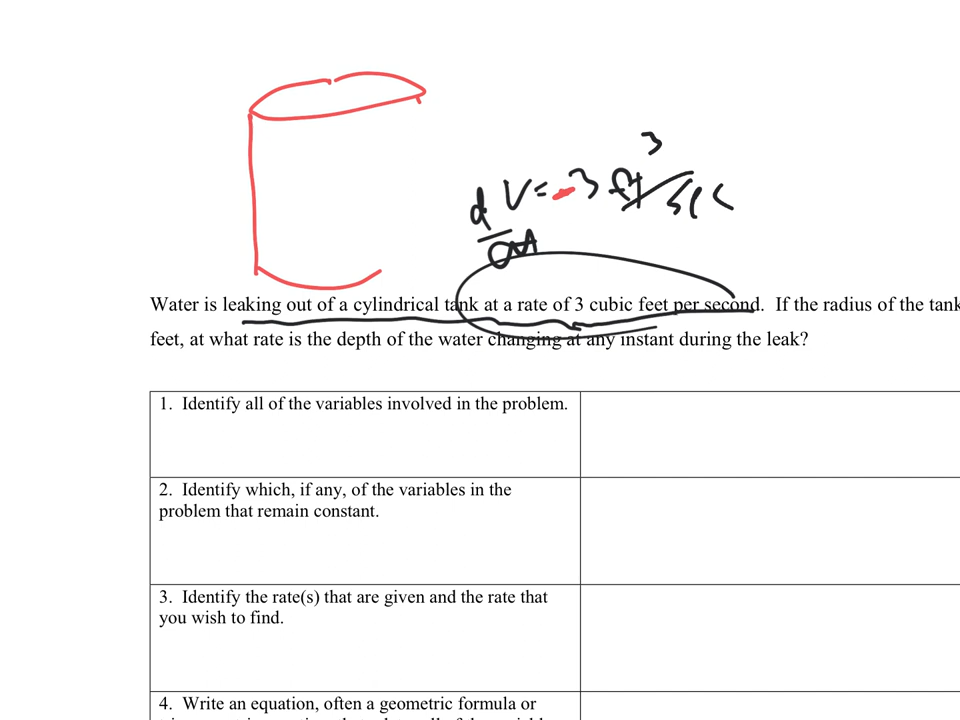 3
d V = -3 ft/sec
dt
Water is leaking out of a cylindrical tank at a rate of 3 cubic feet per second. If the radius of the tank
feet, at what rate is the depth of the water changing at any instant during the leak?
1. Identify all of the variables involved in the problem.
2. Identify which, if any, of the variables in the
problem that remain constant.
3. Identify the rate(s) that are given and the rate that
you wish to find.
4. Write an equation, often a geometric formula or